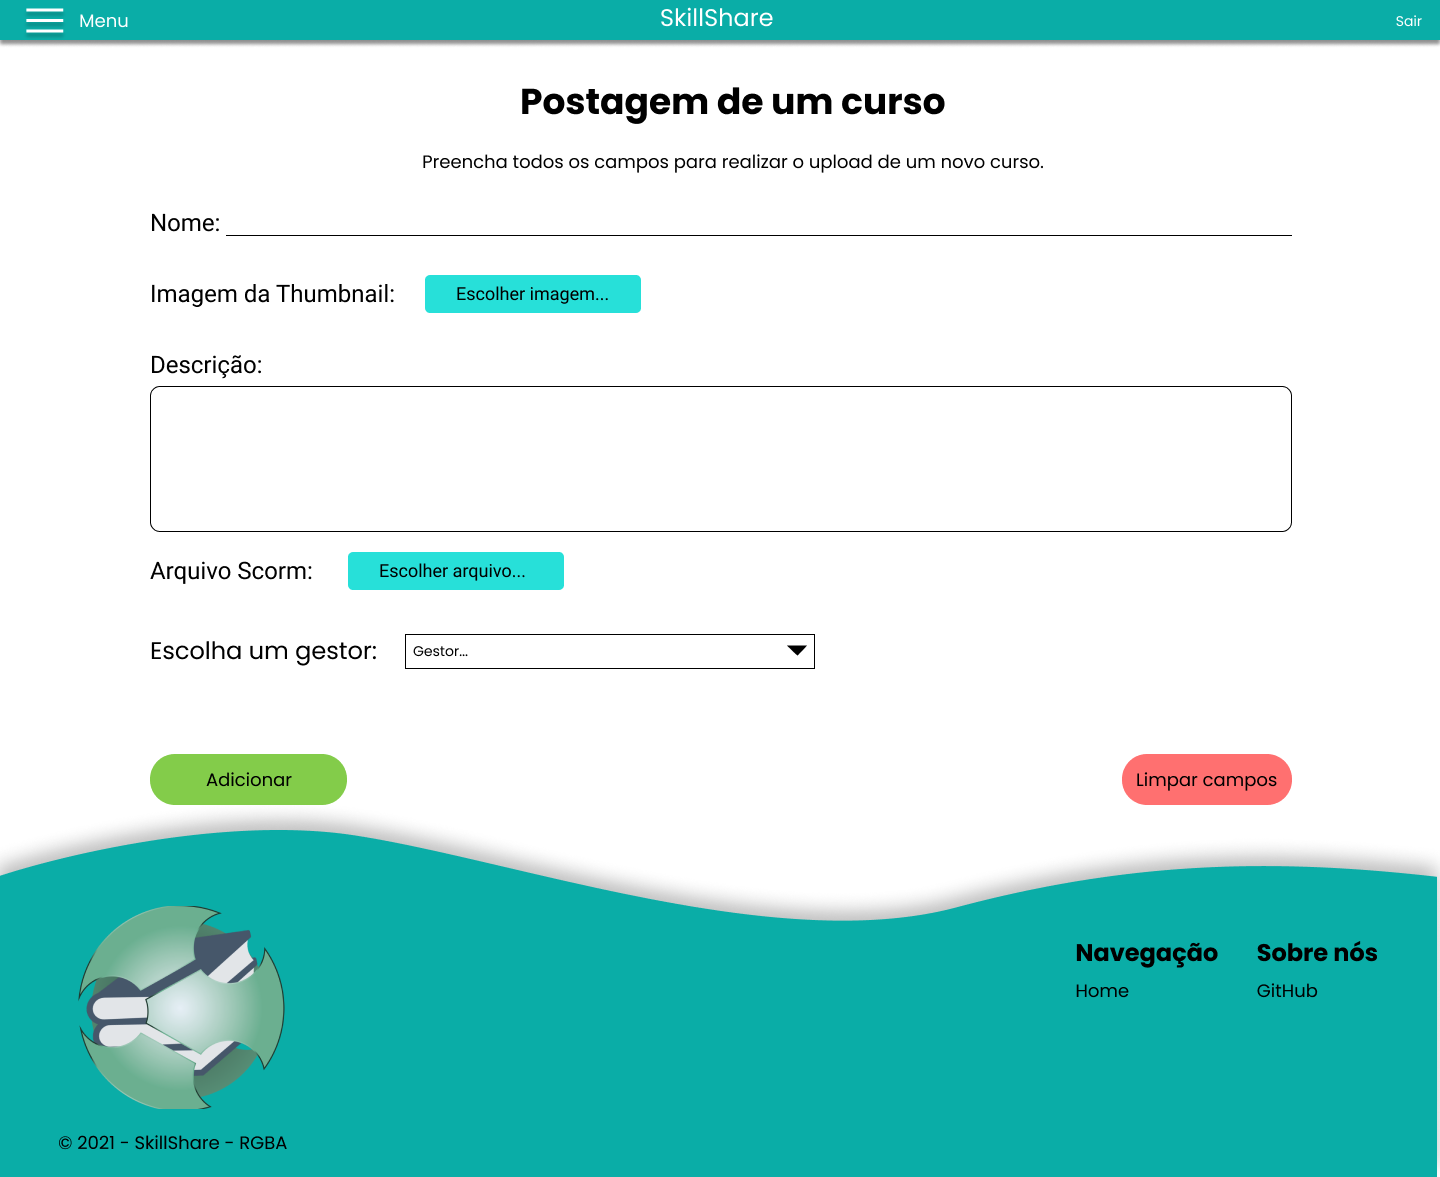 Menu
SkillShare
Sair
Postagem de um curso
Preencha todos os campos para realizar o upload de um novo curso.
Nome:
Imagem da Thumbnail:
Escolher imagem...
Descrição:
Arquivo Scorm:
Escolher arquivo...
Escolha um gestor:
Gestor...
Adicionar
Limpar campos
Navegação
Home
Sobre nós
GitHub
© 2021 - SkillShare - RGBA